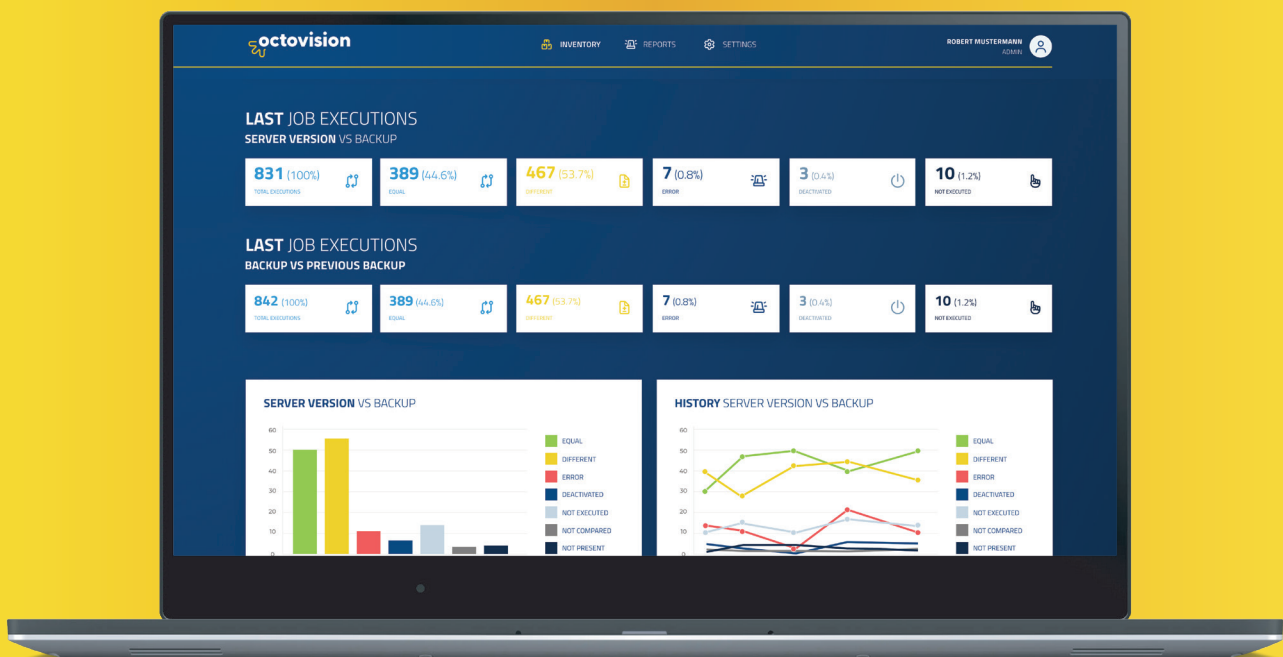 octovision
INVENTORY
REPORTS
SETTINGS
ROBERT MUSTERMANN
ADMIN
LAST JOB EXECUTIONS
SERVER VERSION VS BACKUP
831 (100%)
TOTAL EXECUTIONS
389 (44.6%)
EQUAL
467 (53.7%)
DIFFERENT
7 (0.8%)
ERROR
3 (0.4%)
DEACTIVATED
10 (1.2%)
NOT EXECUTED
LAST JOB EXECUTIONS
BACKUP VS PREVIOUS BACKUP
842 (100%)
TOTAL EXECUTIONS
389 (44.6%)
EQUAL
467 (53.7%)
DIFFERENT
7 (0.8%)
ERROR
3 (0.4%)
DEACTIVATED
10 (1.2%)
NOT EXECUTED
SERVER VERSION VS BACKUP
60
50
40
30
20
10
0
EQUAL
DIFFERENT
ERROR
DEACTIVATED
NOT EXECUTED
NOT COMPARED
NOT PRESENT
HISTORY SERVER VERSION VS BACKUP
60
50
40
30
20
10
0
EQUAL
DIFFERENT
ERROR
DEACTIVATED
NOT EXECUTED
NOT COMPARED
NOT PRESENT